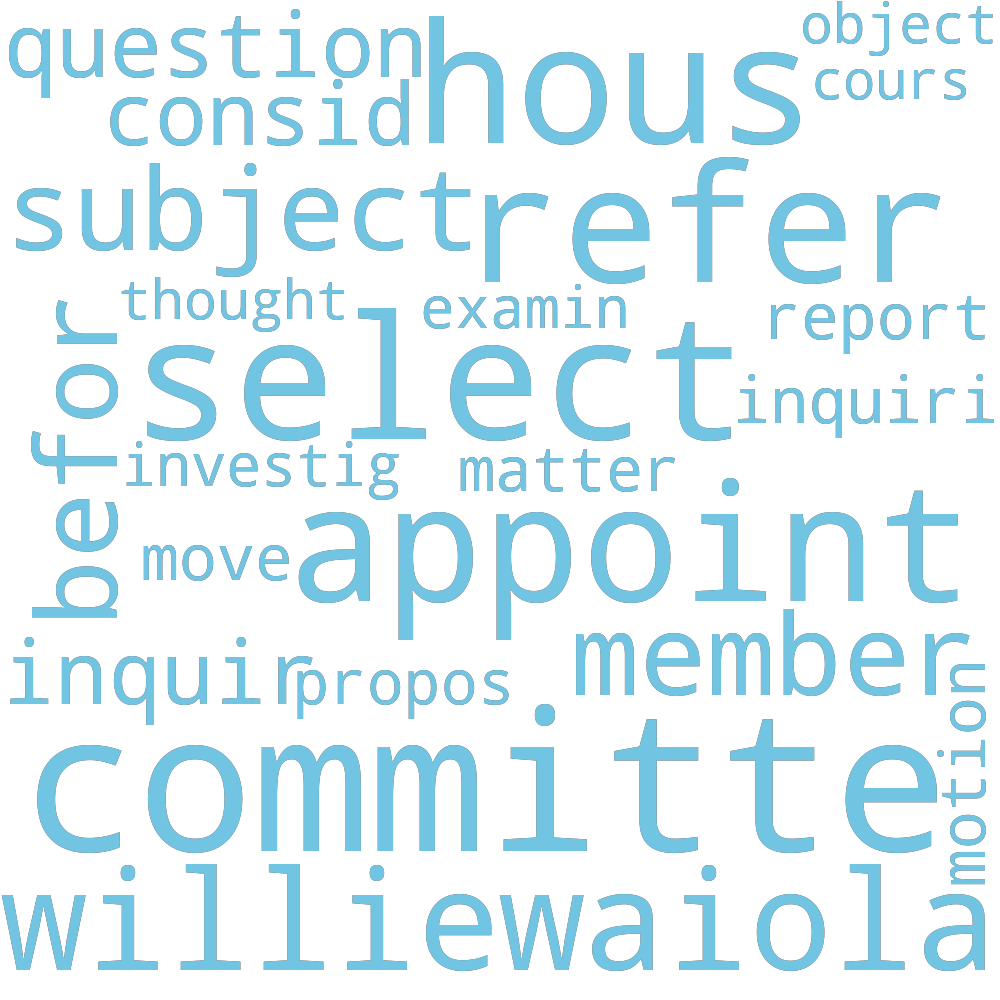 question
hous
object
cours
consid
subject
refer
thought
examin
report
befor
select
inquiri
investig
matter
move
appoint
member
inquir
propos
motion
committe
williewaiola